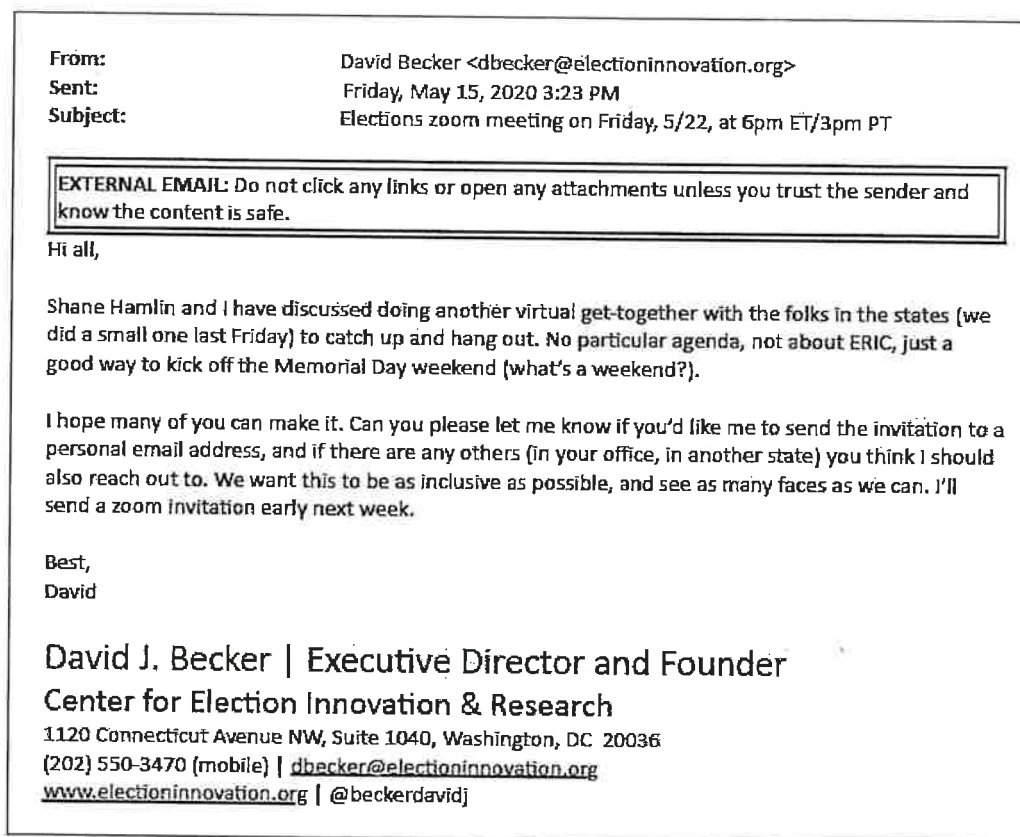 From: David Becker <dbecker@electioninnovation.org>
Sent: Friday, May 15, 2020 3:23 PM
Subject: Elections zoom meeting on Friday, 5/22, at 6pm ET/3pm PT
EXTERNAL EMAIL: Do not click any links or open any attachments unless you trust the sender and
know the content is safe.
Hi all,
Shane Hamlin and I have discussed doing another virtual get-together with the folks in the states (we
did a small one last Friday) to catch up and hang out. No particular agenda, not about ERIC, just a
good way to kick off the Memorial Day weekend (what's a weekend?).
I hope many of you can make it. Can you please let me know if you'd like me to send the invitation to a
personal email address, and if there are any others (in your office, in another state) you think I should
also reach out to. We want this to be as inclusive as possible, and see as many faces as we can. I'll
send a zoom invitation early next week.
Best,
David
David J. Becker | Executive Director and Founder
Center for Election Innovation & Research
1120 Connecticut Avenue NW, Suite 1040, Washington, DC 20036
(202) 550-3470 (mobile) | dbecker@electioninnovation.org
www.electioninnovation.org | @beckerdavidj